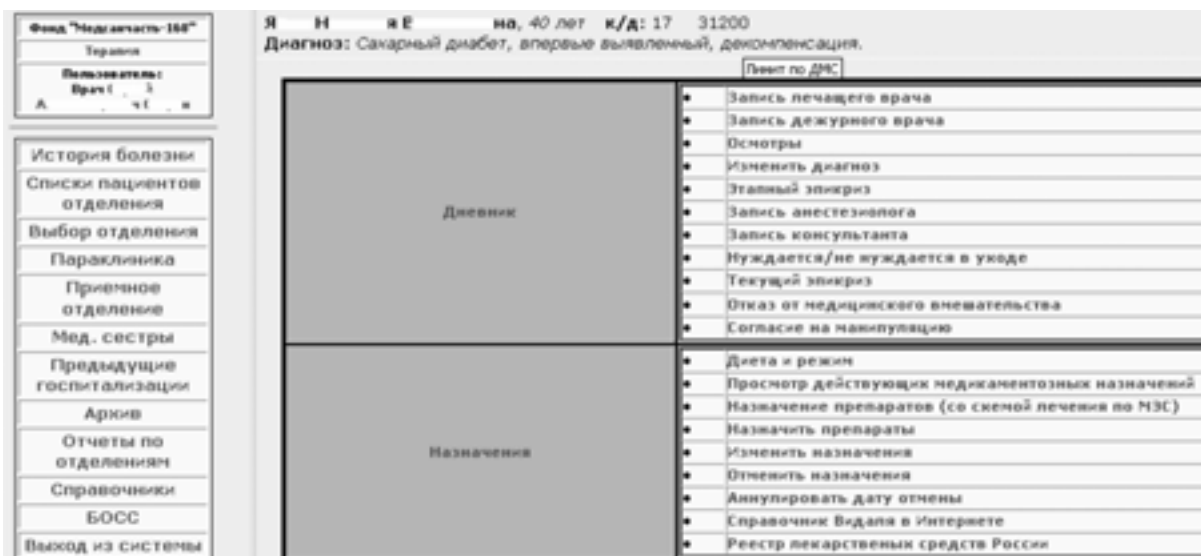 Фонд "Медсанчасть-168"
Терапия
Пользователь:
Врач
История болезни
Списки пациентов
отделения
Выбор отделения
Параклиника
Приемное
отделение
Мед. сестры
Предыдущие
госпитализации
Архив
Отчеты по
отделениям
Справочники
БОСС
Выход из системы
на, 40 лет к/д: 17 31200
Диагноз: Сахарный диабет, впервые выявленный, декомпенсация.
Лимит по ДМС
Дневник
• Запись лечащего врача
• Запись дежурного врача
• Осмотры
• Изменить диагноз
• Этапный эпикриз
• Запись анестезиолога
• Запись консультанта
• Нуждается/не нуждается в уходе
• Текущий эпикриз
• Отказ от медицинского вмешательства
• Согласие на манипуляцию
Назначения
• Диета и режим
• Просмотр действующих медикаментозных назначений
• Назначение препаратов (со схемой лечения по МЭС)
• Назначить препараты
• Изменить назначения
• Отменить назначения
• Аннулировать дату отмены
• Справочник Видаля в Интернете
• Реестр лекарственых средств России